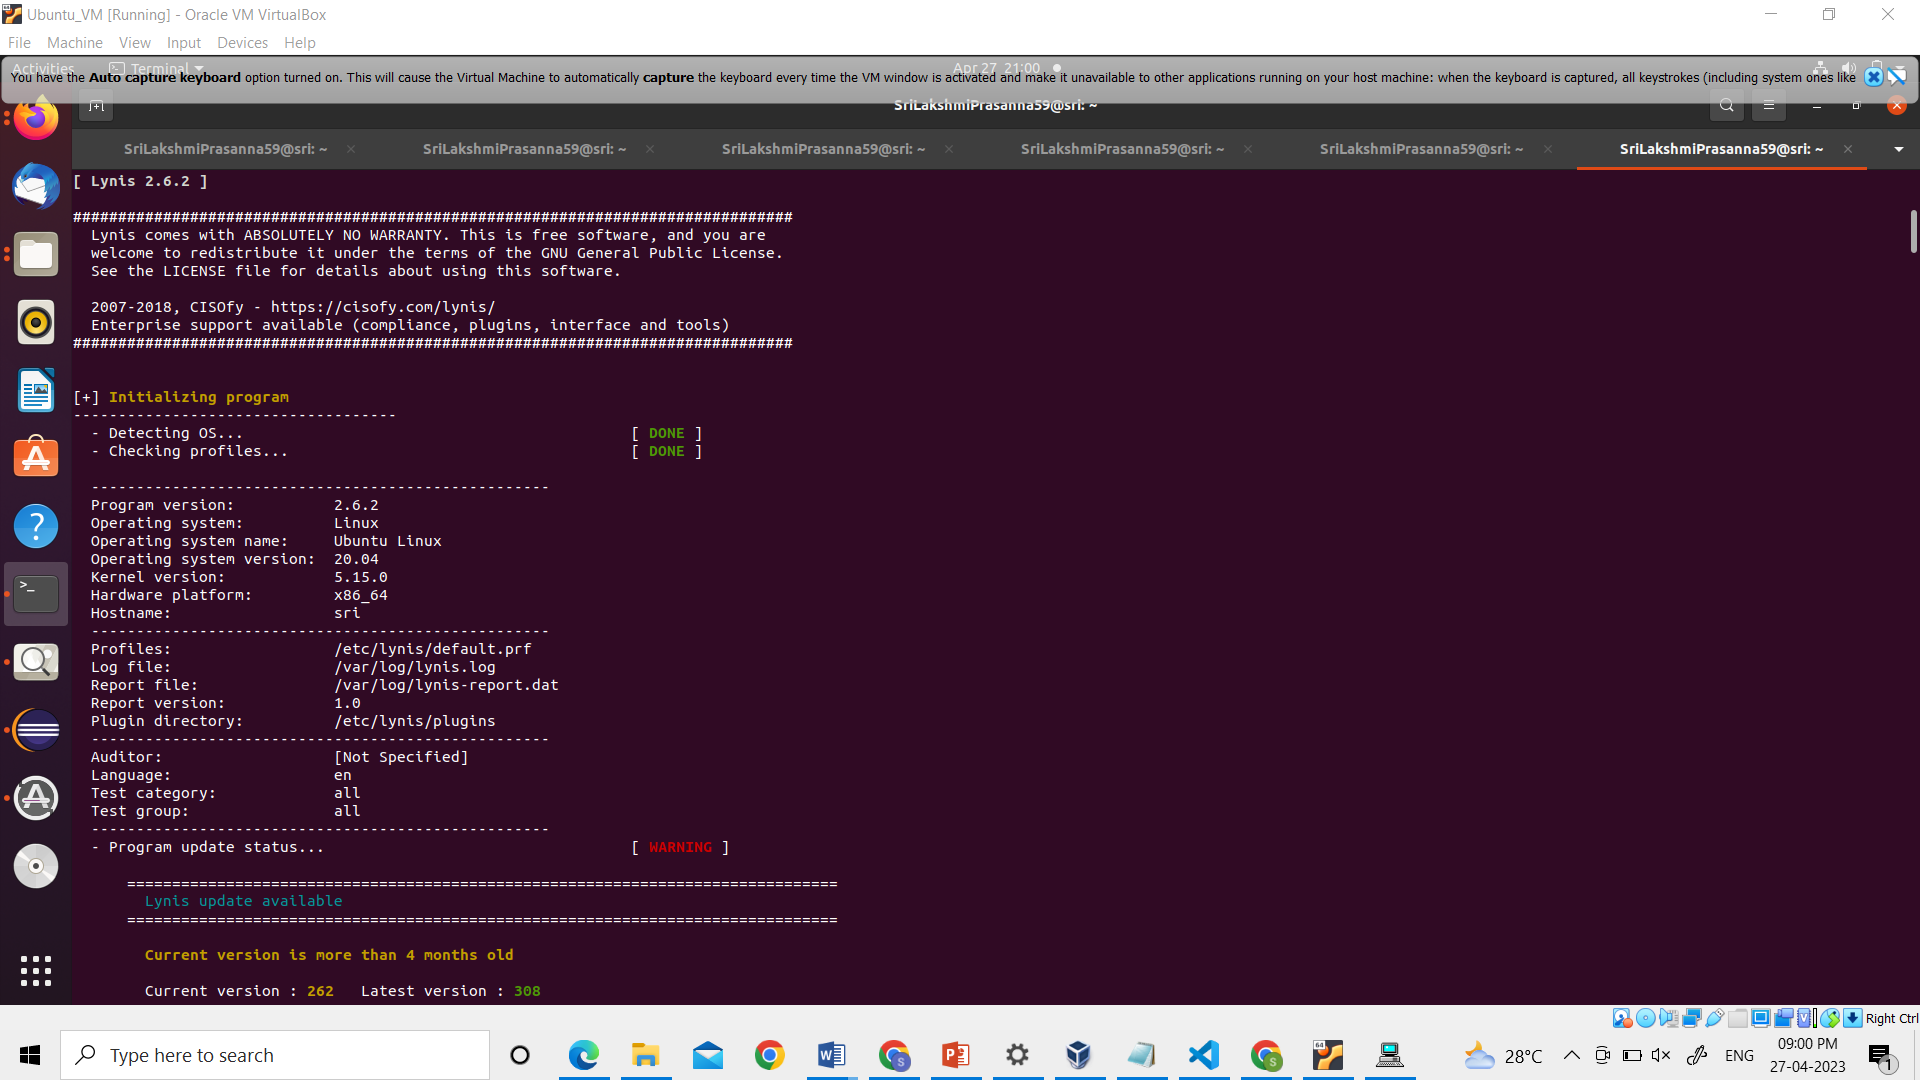 Ubuntu_VM [Running] - Oracle VM VirtualBox
File Machine View Input Devices Help
Activities Terminal Apr 27 21:00
You have the Auto capture keyboard option turned on. This will cause the Virtual Machine to automatically capture the keyboard every time the VM window is activated and make it unavailable to other applications running on your host machine: when the keyboard is captured, all keystrokes (including system ones like
SriLakshmiPrasanna59@sri: ~
SriLakshmiPrasanna59@sri: ~ SriLakshmiPrasanna59@sri: ~ SriLakshmiPrasanna59@sri: ~ SriLakshmiPrasanna59@sri: ~ SriLakshmiPrasanna59@sri: ~ SriLakshmiPrasanna59@sri: ~
[ Lynis 2.6.2 ]
################################################################################
Lynis comes with ABSOLUTELY NO WARRANTY. This is free software, and you are
welcome to redistribute it under the terms of the GNU General Public License.
See the LICENSE file for details about using this software.
2007-2018, CISOfy - https://cisofy.com/lynis/
Enterprise support available (compliance, plugins, interface and tools)
################################################################################
[+] Initializing program
------------------------------------
- Detecting OS... [ DONE ]
- Checking profiles... [ DONE ]
---------------------------------------------------
Program version: 2.6.2
Operating system: Linux
Operating system name: Ubuntu Linux
Operating system version: 20.04
Kernel version: 5.15.0
Hardware platform: x86_64
Hostname: sri
---------------------------------------------------
Profiles: /etc/lynis/default.prf
Log file: /var/log/lynis.log
Report file: /var/log/lynis-report.dat
Report version: 1.0
Plugin directory: /etc/lynis/plugins
---------------------------------------------------
Auditor: [Not Specified]
Language: en
Test category: all
Test group: all
---------------------------------------------------
- Program update status... [ WARNING ]
===============================================================================
Lynis update available
===============================================================================
Current version is more than 4 months old
Current version : 262 Latest version : 308
Right Ctrl
Type here to search
28°C
ENG
09:00 PM
27-04-2023
1